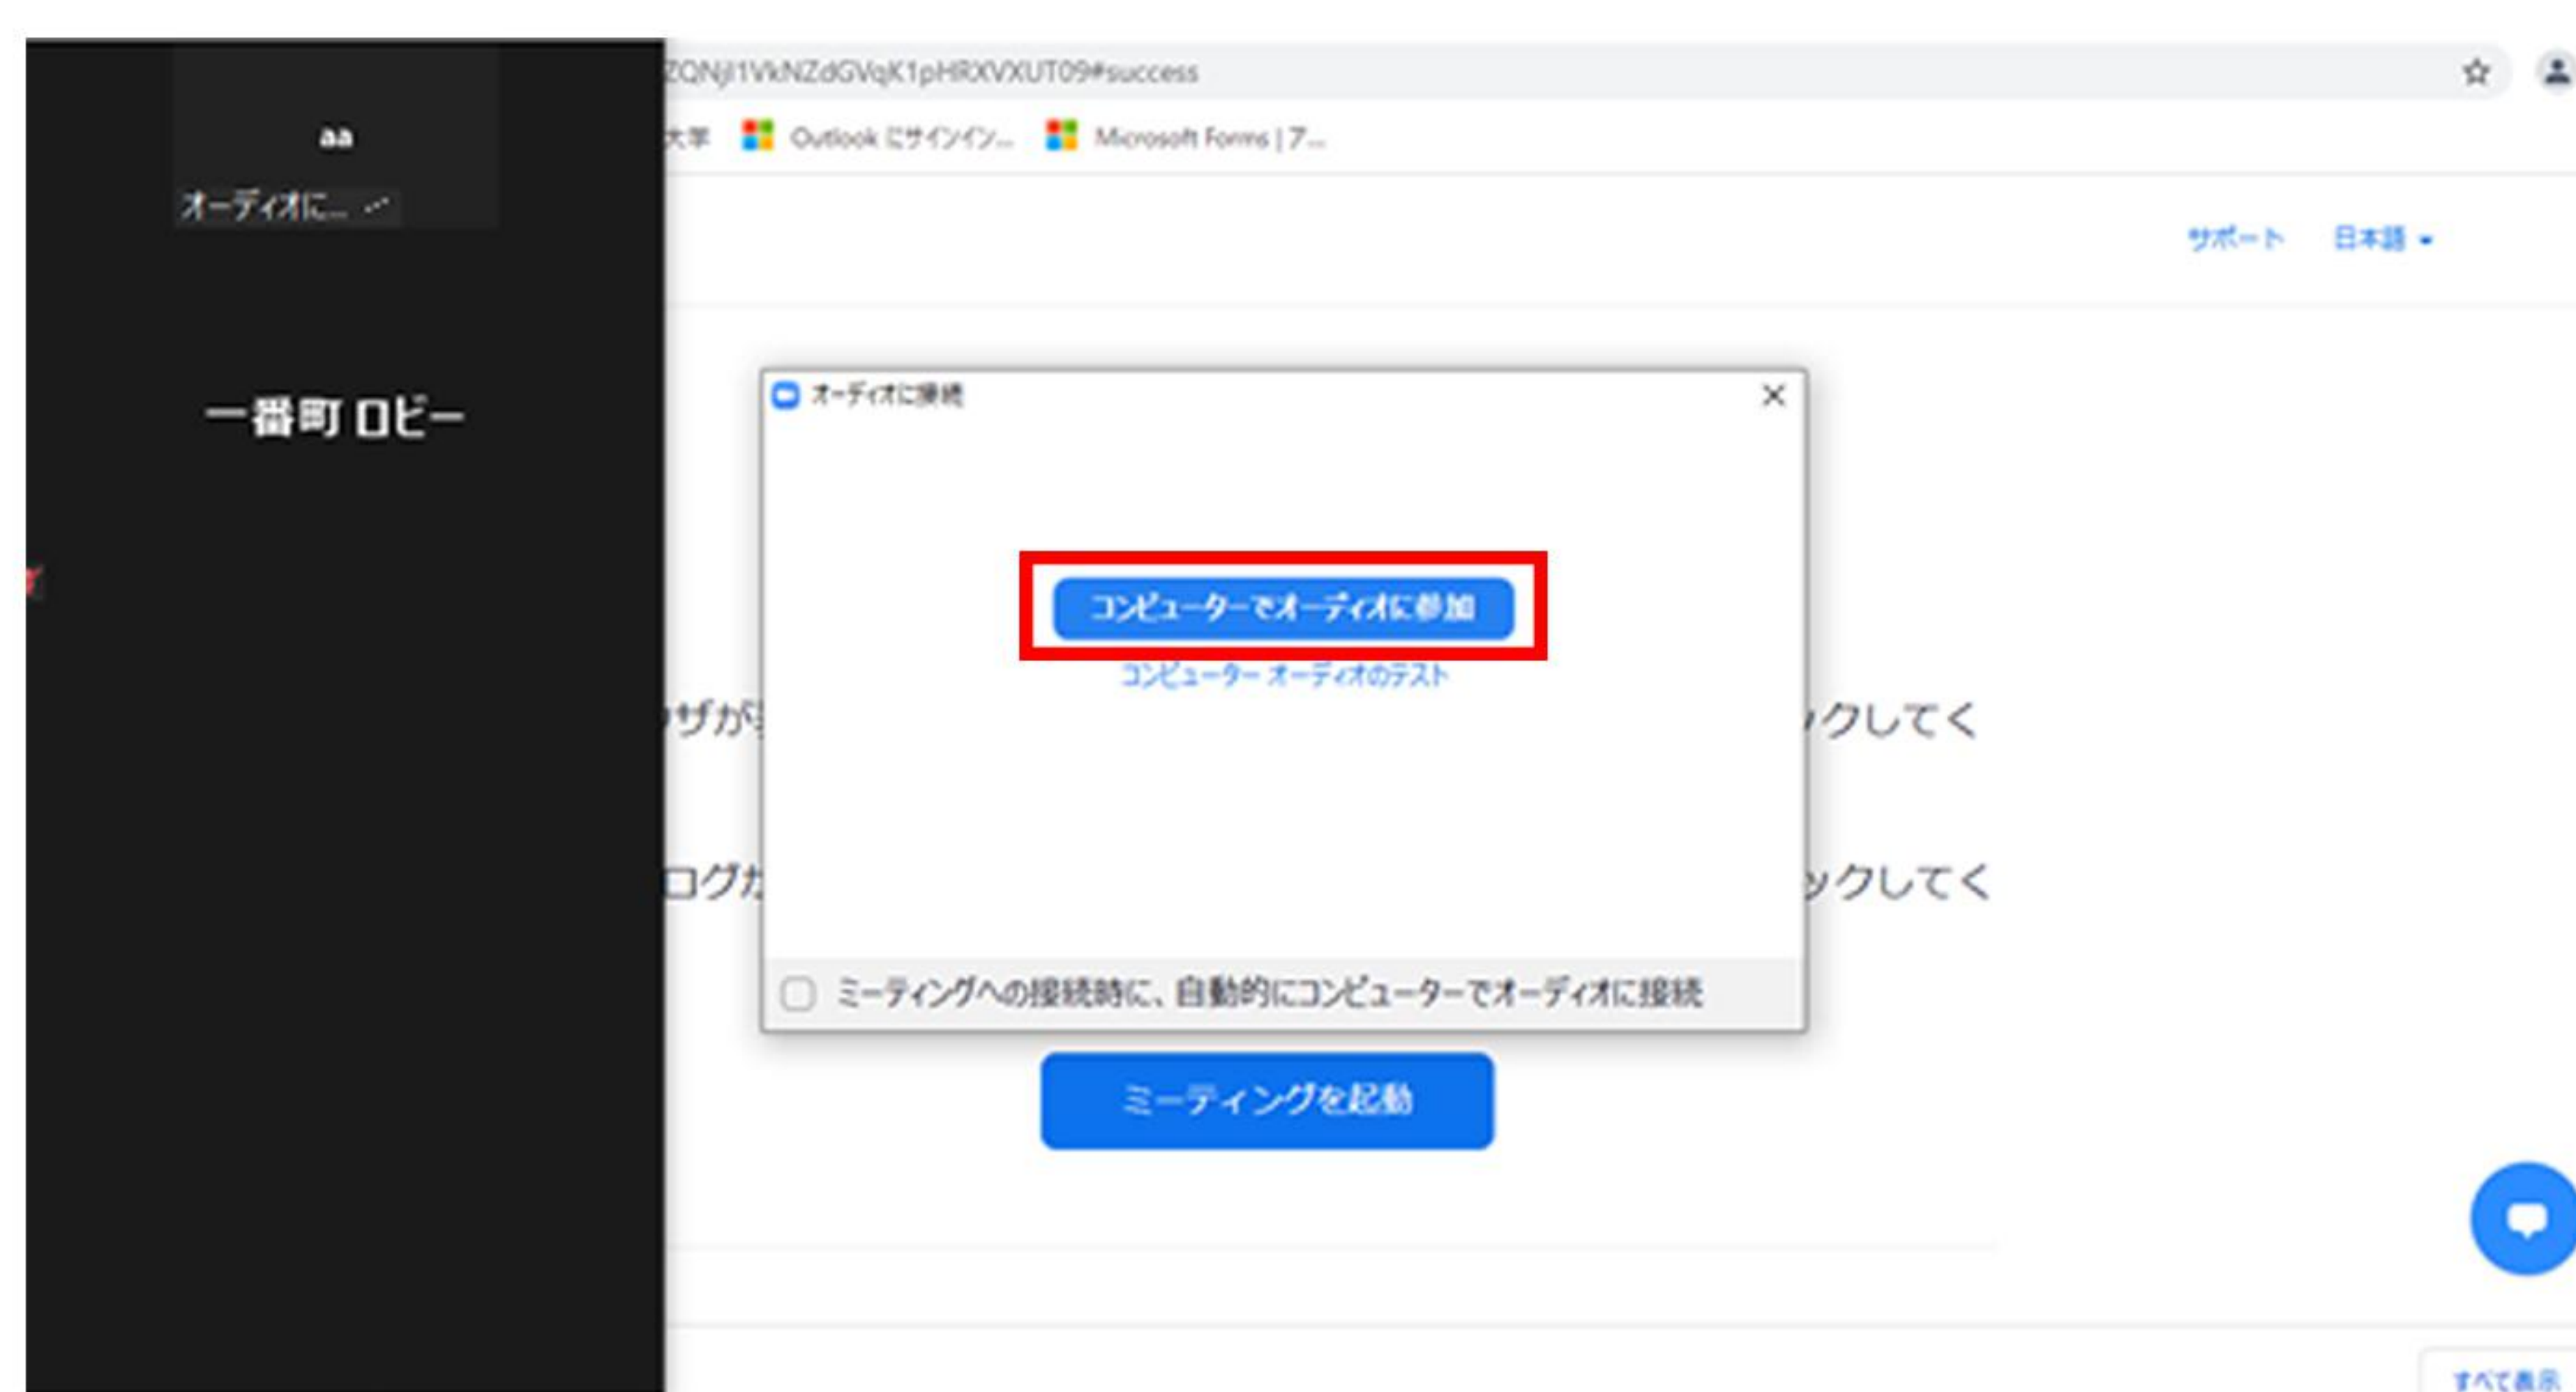 #success
大学 Outlook にサインイン... Microsoft Forms | ア...
aa
オーディオに...
サポート 日本語
一番町 ロビー
オーディオに接続
コンピューターでオーディオに参加
コンピューター オーディオのテスト
ザが
ックしてく
ログが
ックしてく
ミーティングへの接続時に、自動的にコンピューターでオーディオに接続
ミーティングを起動
すべて表示